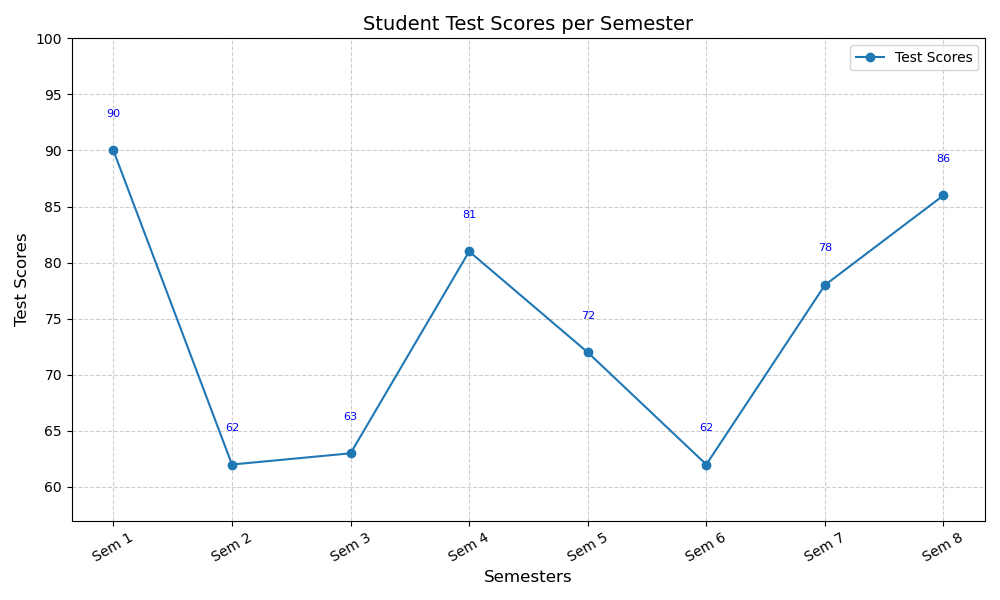 Student Test Scores per Semester
Test Scores
100
95
90
85
80
75
70
65
60
Test Scores
90
62
63
81
72
62
78
86
Sem 1
Sem 2
Sem 3
Sem 4
Sem 5
Sem 6
Sem 7
Sem 8
Semesters